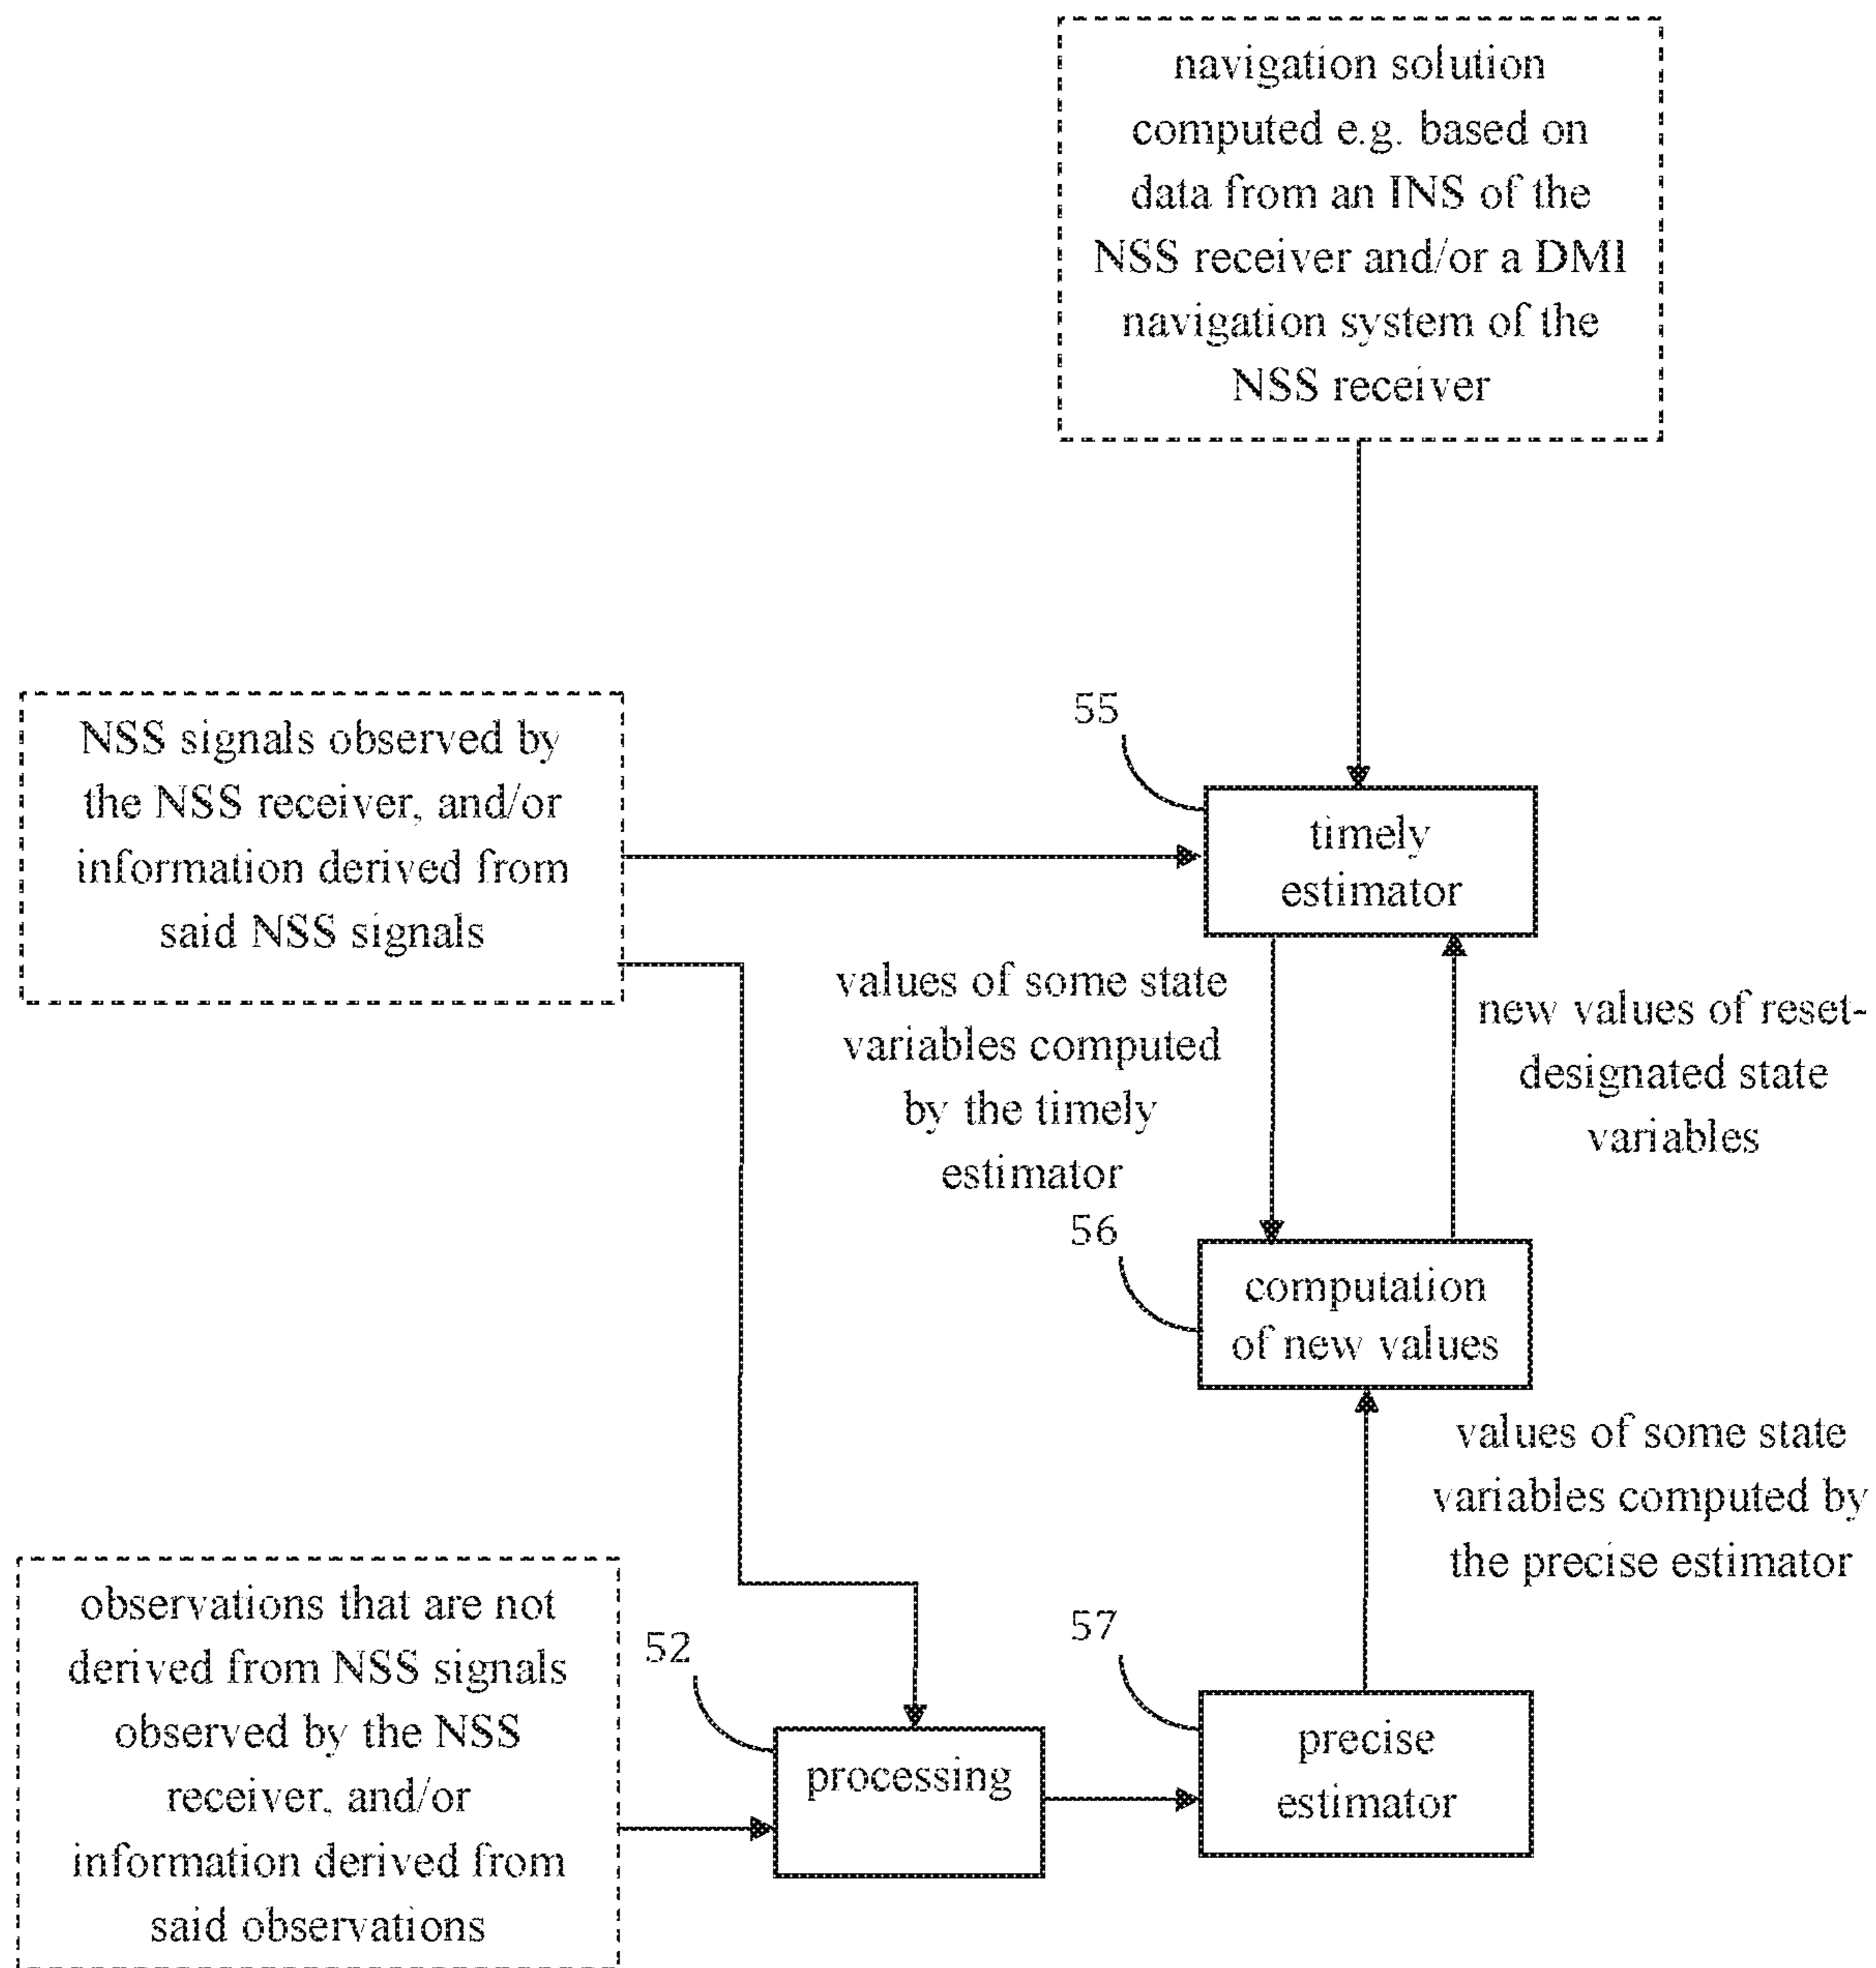 navigation solution
computed e.g. based on
data from an INS of the
NSS receiver and/or a DMI
navigation system of the
NSS receiver
NSS signals observed by
the NSS receiver, and/or
information derived from
said NSS signals
55
timely
estimator
values of some state
variables computed
by the timely
estimator
new values of reset-
designated state
variables
56
computation
of new values
values of some state
variables computed by
the precise estimator
observations that are not
derived from NSS signals
observed by the NSS
receiver, and/or
information derived from
said observations
52
processing
57
precise
estimator